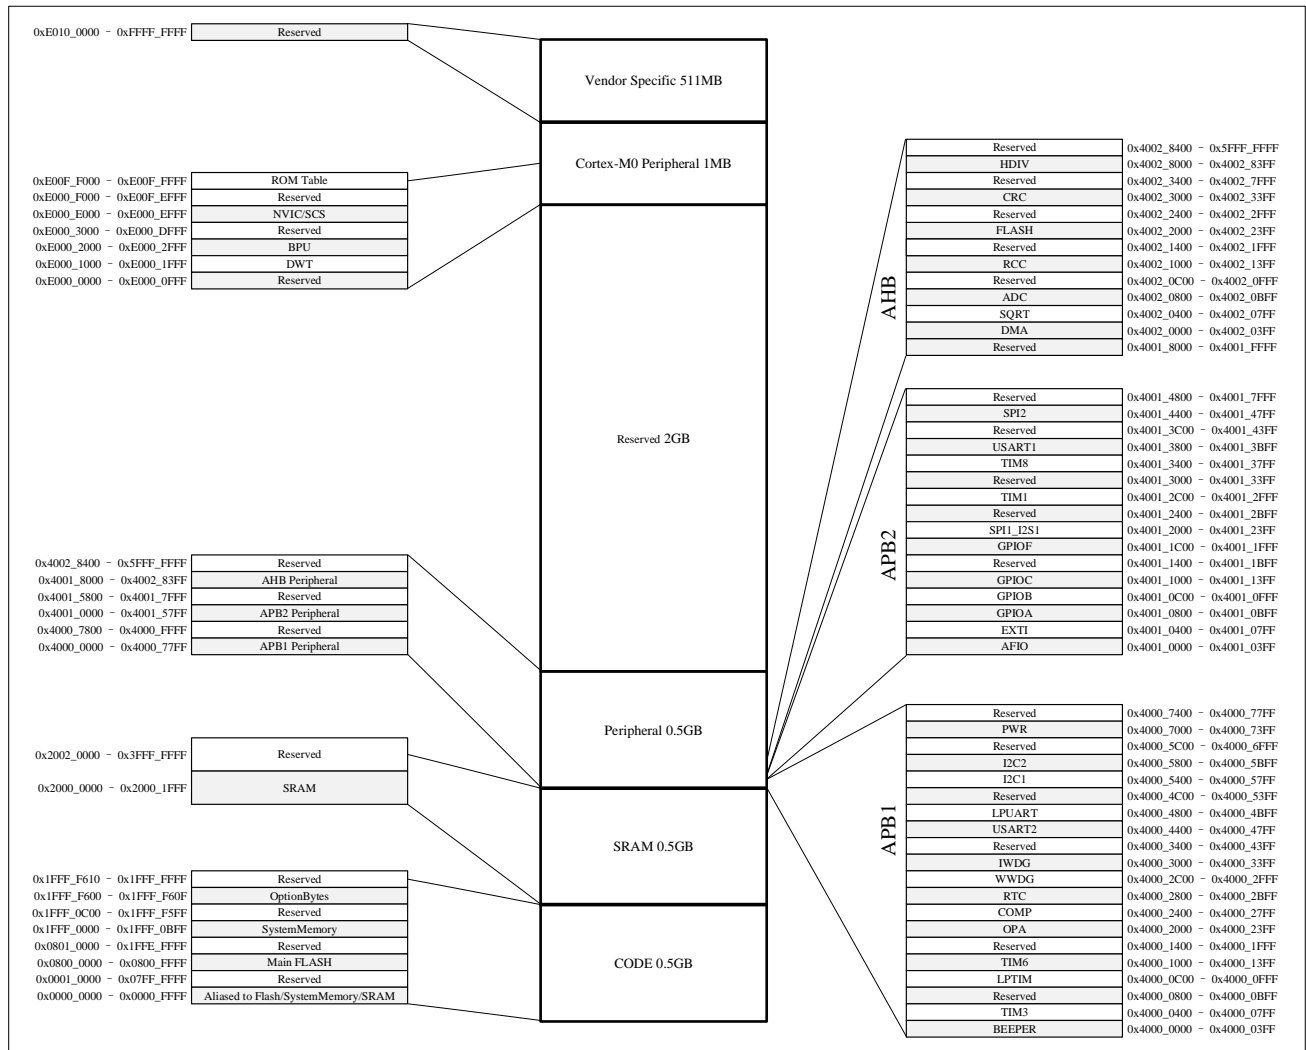 0xE010_0000 - 0xFFFF_FFFF Reserved
0xE00F_F000 - 0xE00F_FFFF ROM Table
0xE000_F000 - 0xE00F_EFFF Reserved
0xE000_E000 - 0xE000_EFFF NVIC/SCS
0xE000_3000 - 0xE000_DFFF Reserved
0xE000_2000 - 0xE000_2FFF BPU
0xE000_1000 - 0xE000_1FFF DWT
0xE000_0000 - 0xE000_0FFF Reserved
0x4002_8400 - 0x5FFF_FFFF Reserved
0x4001_8000 - 0x4002_83FF AHB Peripheral
0x4001_5800 - 0x4001_7FFF Reserved
0x4001_0000 - 0x4001_57FF APB2 Peripheral
0x4000_7800 - 0x4000_FFFF Reserved
0x4000_0000 - 0x4000_77FF APB1 Peripheral
0x2002_0000 - 0x3FFF_FFFF Reserved
0x2000_0000 - 0x2000_1FFF SRAM
0x1FFF_F610 - 0x1FFF_FFFF Reserved
0x1FFF_F600 - 0x1FFF_F60F OptionBytes
0x1FFF_0C00 - 0x1FFF_F5FF Reserved
0x1FFF_0000 - 0x1FFF_0BFF SystemMemory
0x0801_0000 - 0x1FFE_FFFF Reserved
0x0800_0000 - 0x0800_FFFF Main FLASH
0x0001_0000 - 0x07FF_FFFF Reserved
0x0000_0000 - 0x0000_FFFF Aliased to Flash/SystemMemory/SRAM
Vendor Specific 511MB
Cortex-M0 Peripheral 1MB
Reserved 2GB
Peripheral 0.5GB
SRAM 0.5GB
CODE 0.5GB
AHB
Reserved 0x4002_8400 - 0x5FFF_FFFF
HDIV 0x4002_8000 - 0x4002_83FF
Reserved 0x4002_3400 - 0x4002_7FFF
CRC 0x4002_3000 - 0x4002_33FF
Reserved 0x4002_2400 - 0x4002_2FFF
FLASH 0x4002_2000 - 0x4002_23FF
Reserved 0x4002_1400 - 0x4002_1FFF
RCC 0x4002_1000 - 0x4002_13FF
Reserved 0x4002_0C00 - 0x4002_0FFF
ADC 0x4002_0800 - 0x4002_0BFF
SQRT 0x4002_0400 - 0x4002_07FF
DMA 0x4002_0000 - 0x4002_03FF
Reserved 0x4001_8000 - 0x4001_FFFF
APB2
Reserved 0x4001_4800 - 0x4001_7FFF
SPI2 0x4001_4400 - 0x4001_47FF
Reserved 0x4001_3C00 - 0x4001_43FF
USART1 0x4001_3800 - 0x4001_3BFF
TIM8 0x4001_3400 - 0x4001_37FF
Reserved 0x4001_3000 - 0x4001_33FF
TIM1 0x4001_2C00 - 0x4001_2FFF
Reserved 0x4001_2400 - 0x4001_2BFF
SPI1_I2S1 0x4001_2000 - 0x4001_23FF
GPIOF 0x4001_1C00 - 0x4001_1FFF
Reserved 0x4001_1400 - 0x4001_1BFF
GPIOC 0x4001_1000 - 0x4001_13FF
GPIOB 0x4001_0C00 - 0x4001_0FFF
GPIOA 0x4001_0800 - 0x4001_0BFF
EXTI 0x4001_0400 - 0x4001_07FF
AFIO 0x4001_0000 - 0x4001_03FF
APB1
Reserved 0x4000_7400 - 0x4000_77FF
PWR 0x4000_7000 - 0x4000_73FF
Reserved 0x4000_5C00 - 0x4000_6FFF
I2C2 0x4000_5800 - 0x4000_5BFF
I2C1 0x4000_5400 - 0x4000_57FF
Reserved 0x4000_4C00 - 0x4000_53FF
LPUART 0x4000_4800 - 0x4000_4BFF
USART2 0x4000_4400 - 0x4000_47FF
Reserved 0x4000_3400 - 0x4000_43FF
IWDG 0x4000_3000 - 0x4000_33FF
WWDG 0x4000_2C00 - 0x4000_2FFF
RTC 0x4000_2800 - 0x4000_2BFF
COMP 0x4000_2400 - 0x4000_27FF
OPA 0x4000_2000 - 0x4000_23FF
Reserved 0x4000_1400 - 0x4000_1FFF
TIM6 0x4000_1000 - 0x4000_13FF
LPTIM 0x4000_0C00 - 0x4000_0FFF
Reserved 0x4000_0800 - 0x4000_0BFF
TIM3 0x4000_0400 - 0x4000_07FF
BEEPER 0x4000_0000 - 0x4000_03FF